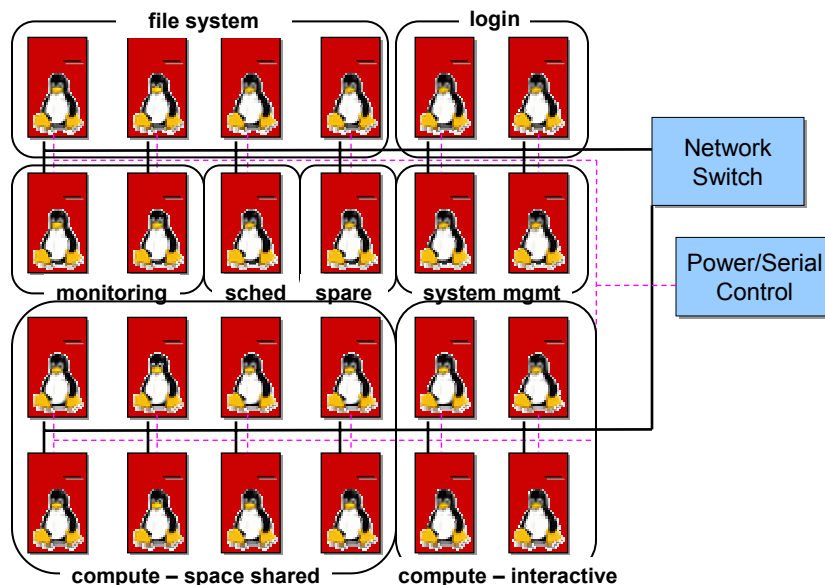 file system
login
Network
Switch
monitoring
sched
spare
system mgmt
Power/Serial
Control
compute – space shared
compute – interactive